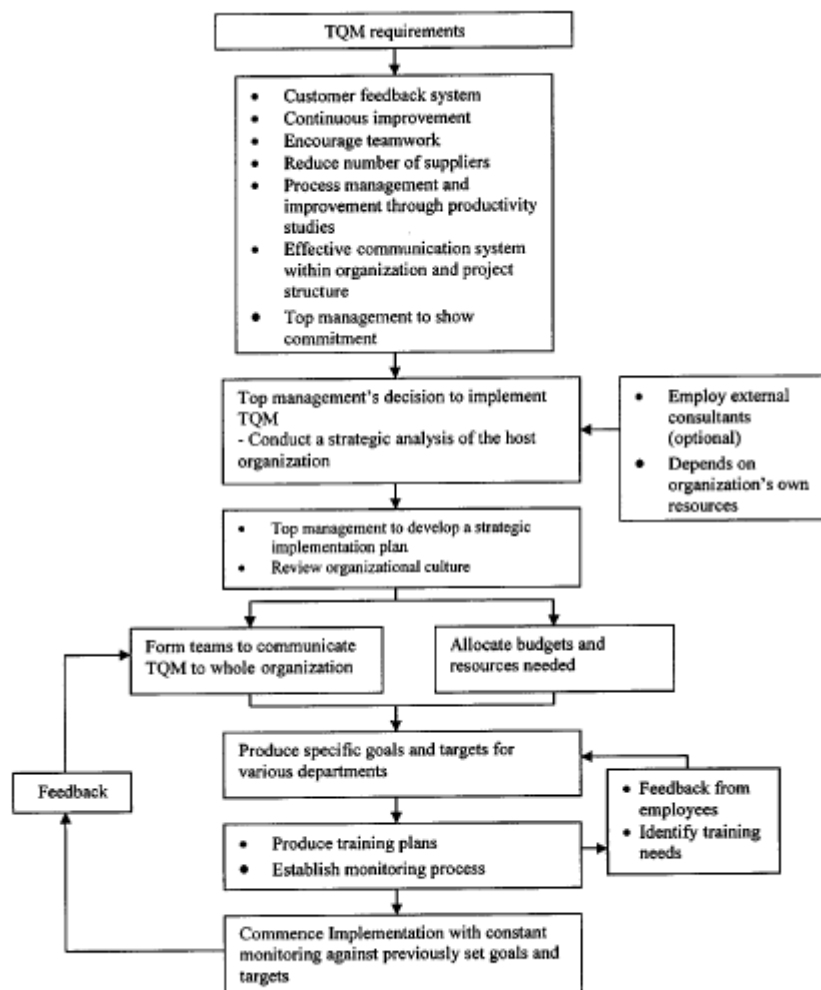 TQM requirements
• Customer feedback system
• Continuous improvement
• Encourage teamwork
• Reduce number of suppliers
• Process management and
improvement through productivity
studies
• Effective communication system
within organization and project
structure
• Top management to show
commitment
Top management's decision to implement
TQM
- Conduct a strategic analysis of the host
organization
• Employ external
consultants
(optional)
• Depends on
organization's own
resources
• Top management to develop a strategic
implementation plan
• Review organizational culture
Form teams to communicate
TQM to whole organization
Allocate budgets and
resources needed
Produce specific goals and targets for
various departments
Feedback
• Feedback from
employees
• Identify training
needs
• Produce training plans
• Establish monitoring process
Commence Implementation with constant
monitoring against previously set goals and
targets